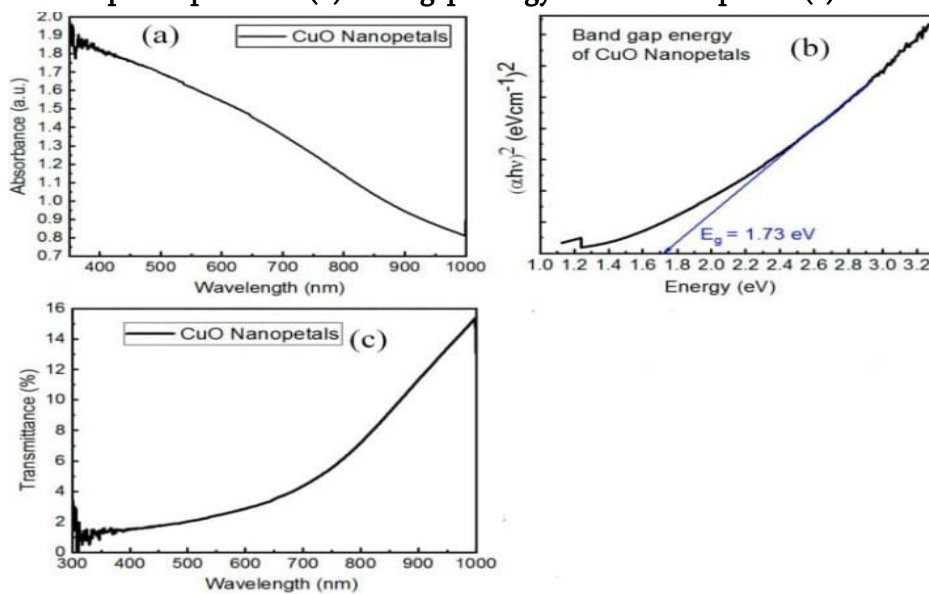 (a)
CuO Nanopetals
2.0
1.9
1.8
1.7
1.6
1.5
1.4
1.3
1.2
1.1
1.0
0.9
0.8
0.7
Absorbance (a.u.)
400 500 600 700 800 900 1000
Wavelength (nm)
Band gap energy
of CuO Nanopetals
(b)
(αhν)² (eVcm⁻¹)²
E_g = 1.73 eV
1.0 1.2 1.4 1.6 1.8 2.0 2.2 2.4 2.6 2.8 3.0 3.2
Energy (eV)
CuO Nanopetals
(c)
16
14
12
10
8
6
4
2
0
Transmittance (%)
300 400 500 600 700 800 900 1000
Wavelength (nm)